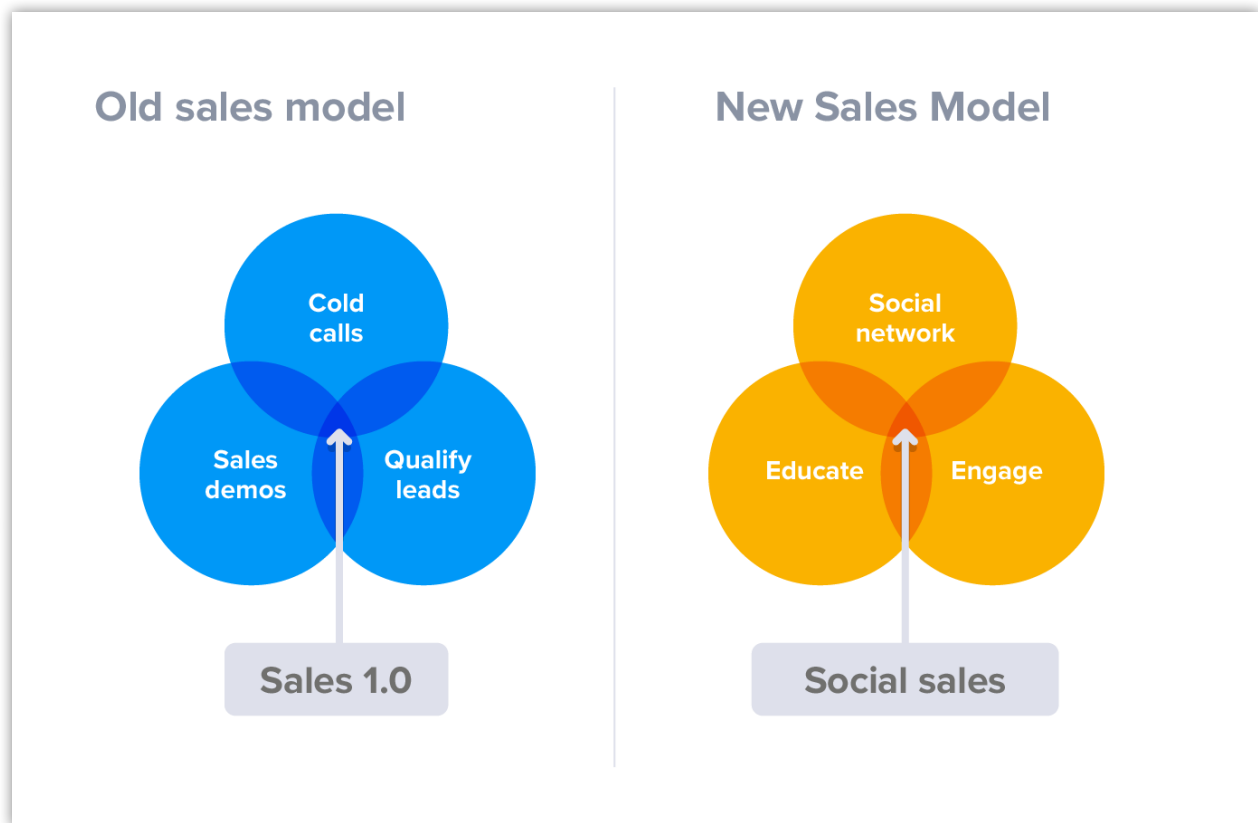 Old sales model
Cold
calls
Sales
demos
Qualify
leads
Sales 1.0
New Sales Model
Social
network
Educate
Engage
Social sales